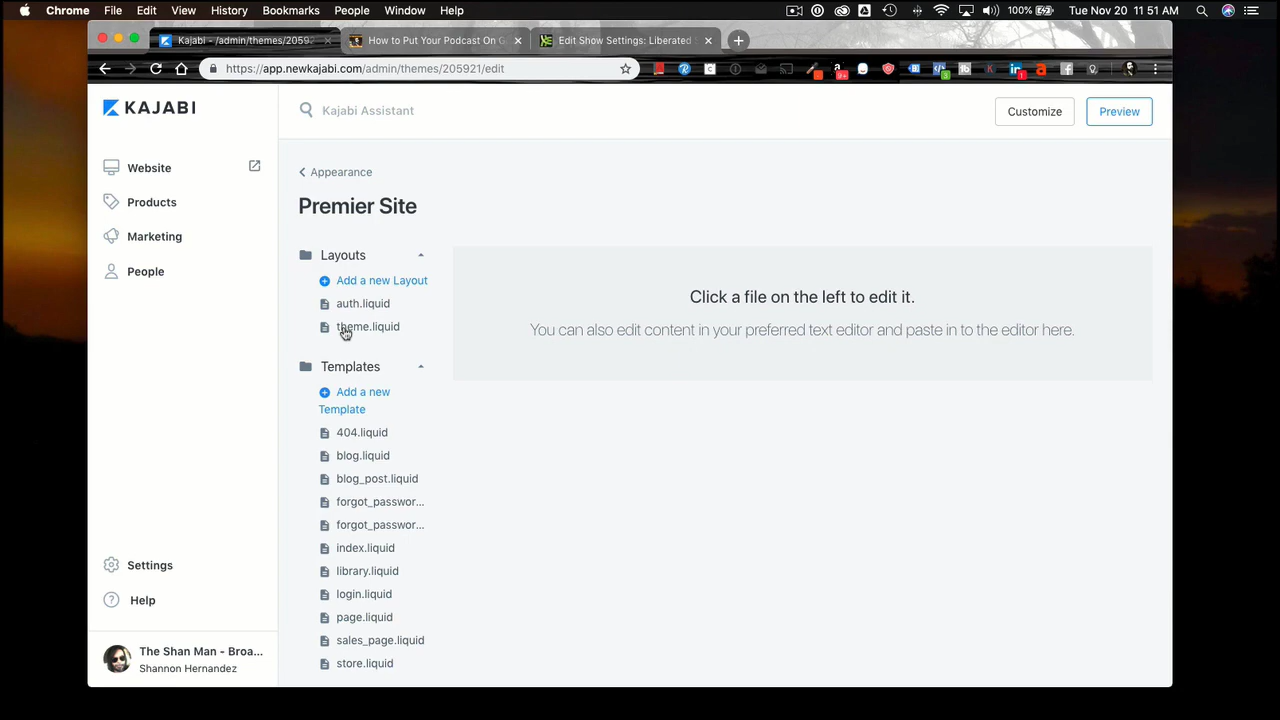 Chrome File Edit View History Bookmarks People Window Help 100% Tue Nov 20 11:51 AM
Kajabi - /admin/themes/2059 How to Put Your Podcast On Edit Show Settings: Liberated
https://app.newkajabi.com/admin/themes/205921/edit
KAJABI
Kajabi Assistant
Customize
Preview
Website
Products
Marketing
People
Settings
Help
The Shan Man - Broa...
Shannon Hernandez
Appearance
Premier Site
Layouts
Add a new Layout
auth.liquid
theme.liquid
Templates
Add a new
Template
404.liquid
blog.liquid
blog_post.liquid
forgot_passwor...
forgot_passwor...
index.liquid
library.liquid
login.liquid
page.liquid
sales_page.liquid
store.liquid
Click a file on the left to edit it.
You can also edit content in your preferred text editor and paste in to the editor here.